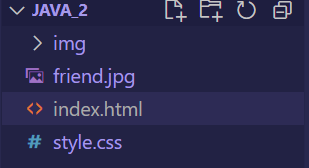 JAVA_2
img
friend.jpg
index.html
style.css